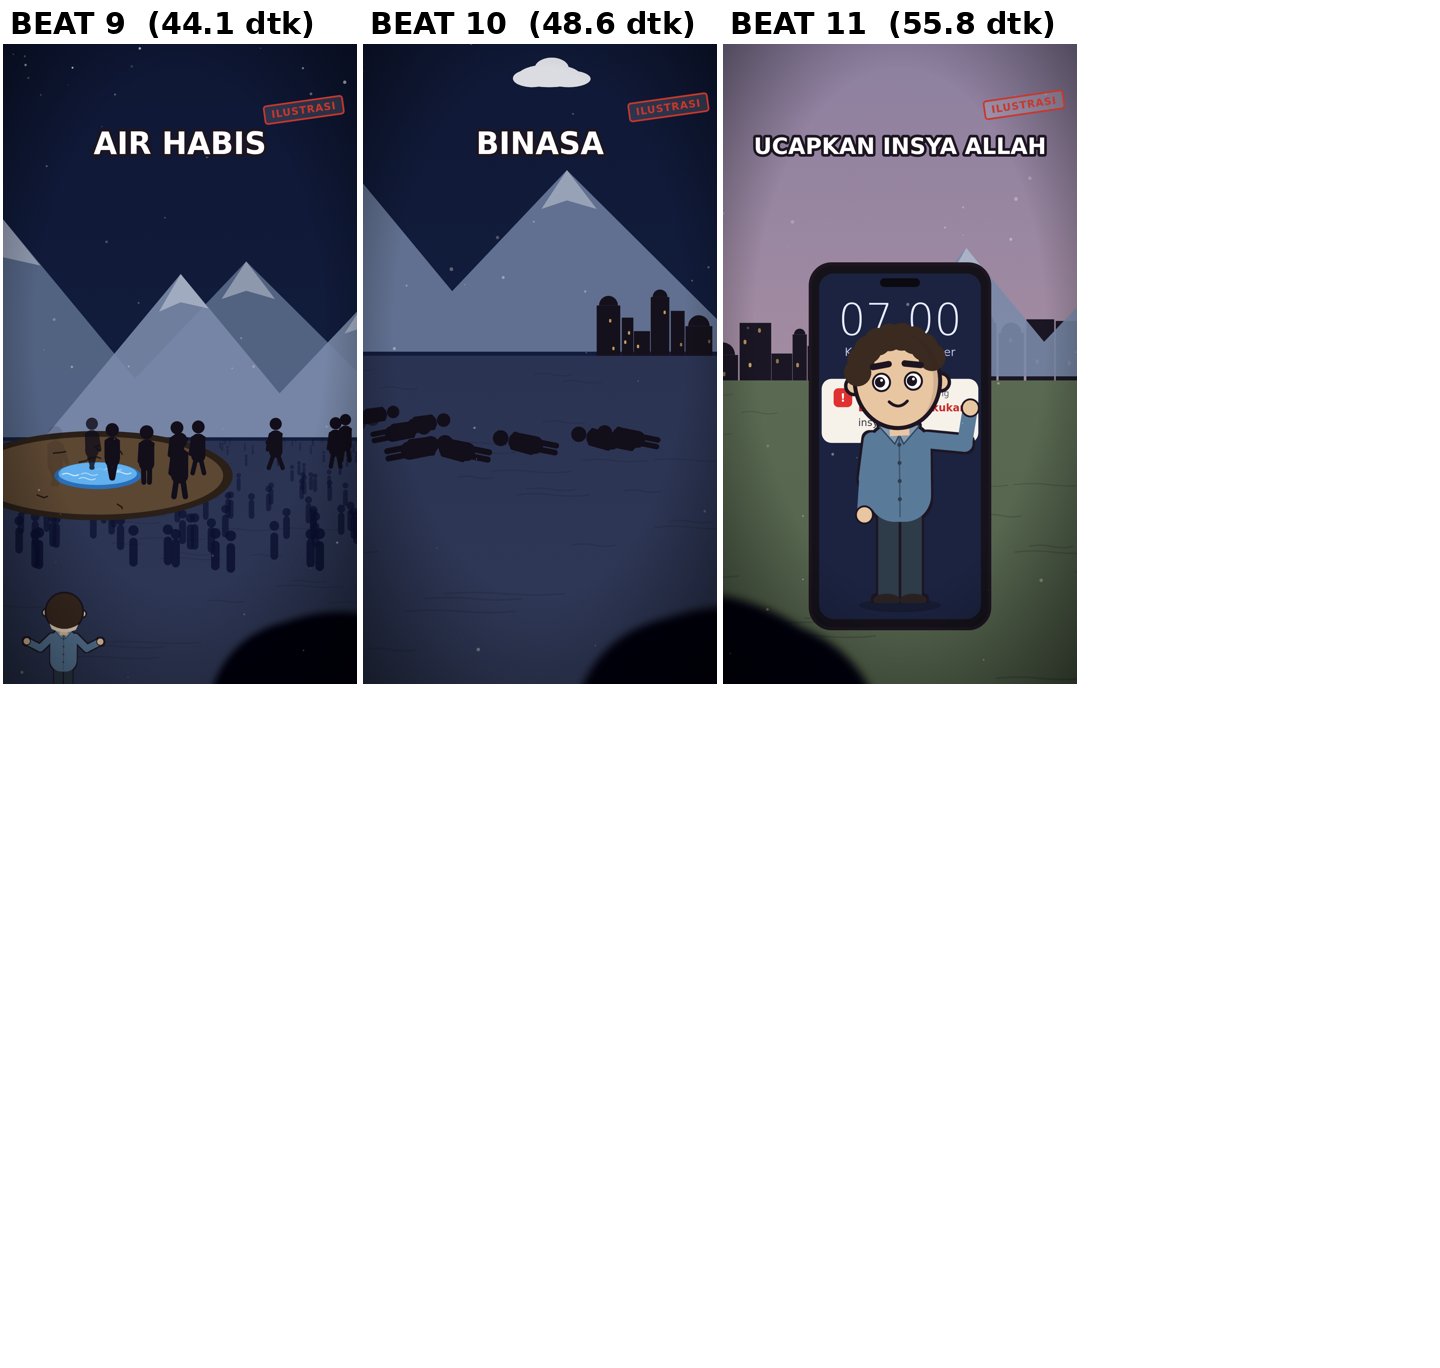 BEAT 9 (44.1 dtk)
ILUSTRASI
AIR HABIS
BEAT 10 (48.6 dtk)
ILUSTRASI
BINASA
BEAT 11 (55.8 dtk)
ILUSTRASI
UCAPKAN INSYA ALLAH
07 00
!